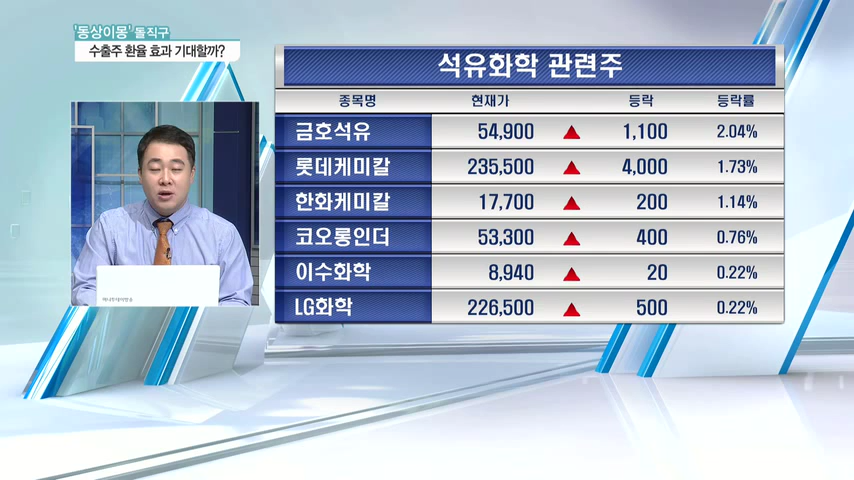 '동상이몽' 돌직구
수출주 환율 효과 기대할까?
석유화학 관련주
종목명 현재가 등락 등락률
금호석유 54,900 ▲ 1,100 2.04%
롯데케미칼 235,500 ▲ 4,000 1.73%
한화케미칼 17,700 ▲ 200 1.14%
코오롱인더 53,300 ▲ 400 0.76%
이수화학 8,940 ▲ 20 0.22%
LG화학 226,500 ▲ 500 0.22%